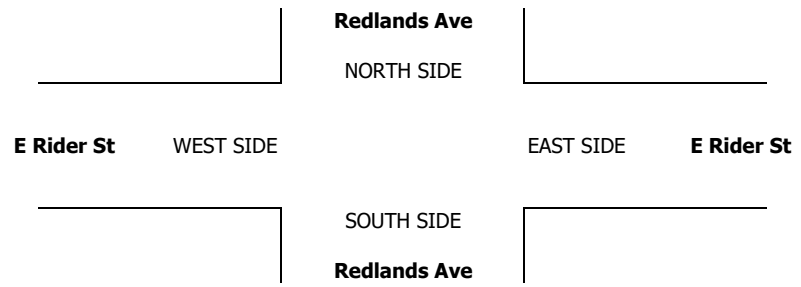 Redlands Ave
NORTH SIDE
E Rider St WEST SIDE EAST SIDE E Rider St
SOUTH SIDE
Redlands Ave